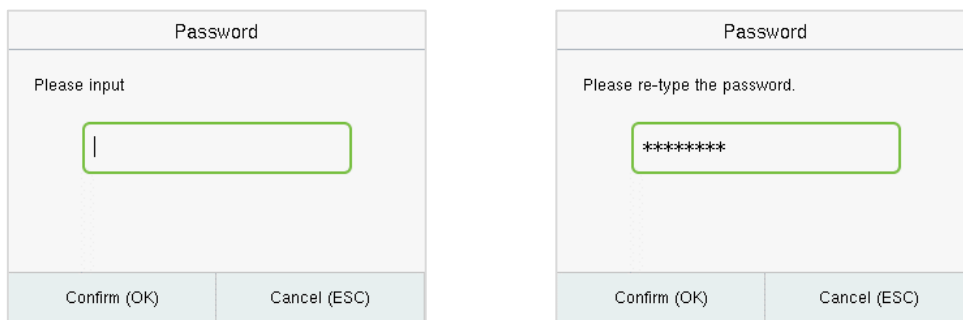 Password
Please input
Confirm (OK)
Cancel (ESC)
Password
Please re-type the password.
********
Confirm (OK)
Cancel (ESC)